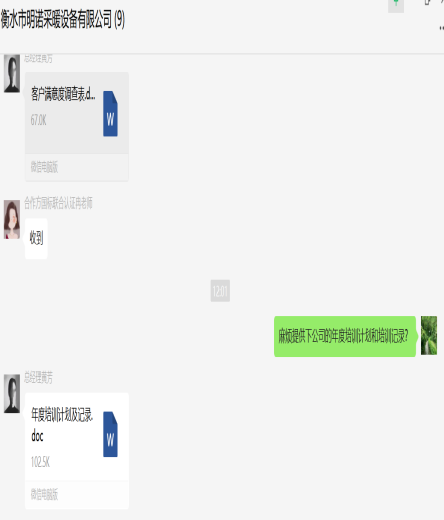 衡水市明诺采暖设备有限公司 (9)
总经理黄芳
客户满意度调查表.d...
67.0K
W
微信电脑版
合作方国际联合认证冉老师
收到
12:01
麻烦提供下公司的年度培训计划和培训记录?
总经理黄芳
年度培训计划及记录.
doc
102.5K
W
微信电脑版